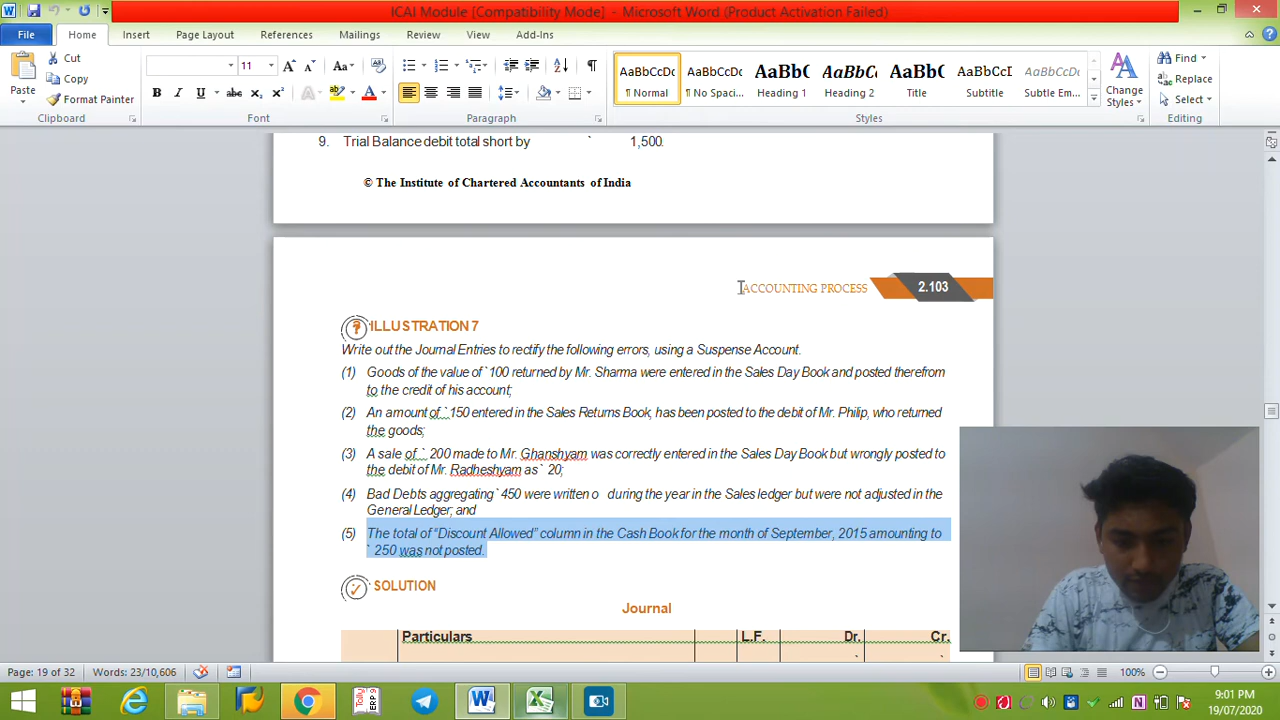 ICAI Module [Compatibility Mode] - Microsoft Word (Product Activation Failed)
File Home Insert Page Layout References Mailings Review View Add-Ins
Paste
Cut
Copy
Format Painter
Clipboard
11
Font
Paragraph
AaBbCcDc AaBbCcDc AaBbC AaBbCc AaBbC AaBbCcD AaBbCcDc
¶ Normal ¶ No Spaci... Heading 1 Heading 2 Title Subtitle Subtle Em...
Change Styles
Styles
Find
Replace
Select
Editing
9. Trial Balance debit total short by ` 1,500.
© The Institute of Chartered Accountants of India
ACCOUNTING PROCESS 2.103
ILLUSTRATION 7
Write out the Journal Entries to rectify the following errors, using a Suspense Account.
(1) Goods of the value of `100 returned by Mr. Sharma were entered in the Sales Day Book and posted therefrom
to the credit of his account;
(2) An amount of `150 entered in the Sales Returns Book, has been posted to the debit of Mr. Philip, who returned
the goods;
(3) A sale of ` 200 made to Mr. Ghanshyam was correctly entered in the Sales Day Book but wrongly posted to
the debit of Mr. Radheshyam as ` 20;
(4) Bad Debts aggregating ` 450 were written o during the year in the Sales ledger but were not adjusted in the
General Ledger; and
(5) The total of “Discount Allowed” column in the Cash Book for the month of September, 2015 amounting to
` 250 was not posted.
SOLUTION
Journal
Particulars L.F. Dr. Cr.
` `
Page: 19 of 32 Words: 23/10,606 100%
9:01 PM
19/07/2020